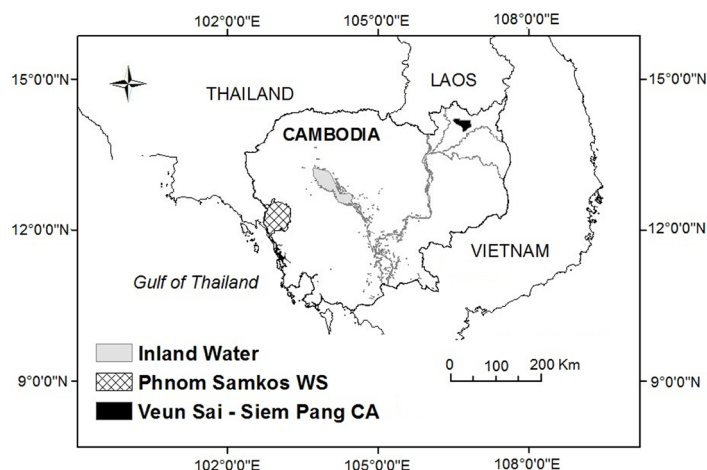 102°0'0"E 105°0'0"E 108°0'0"E
15°0'0"N 15°0'0"N
LAOS
THAILAND
CAMBODIA
12°0'0"N 12°0'0"N
VIETNAM
Gulf of Thailand
Inland Water
0 100 200 Km
Phnom Samkos WS
9°0'0"N 9°0'0"N
Veun Sai - Siem Pang CA
102°0'0"E 105°0'0"E 108°0'0"E